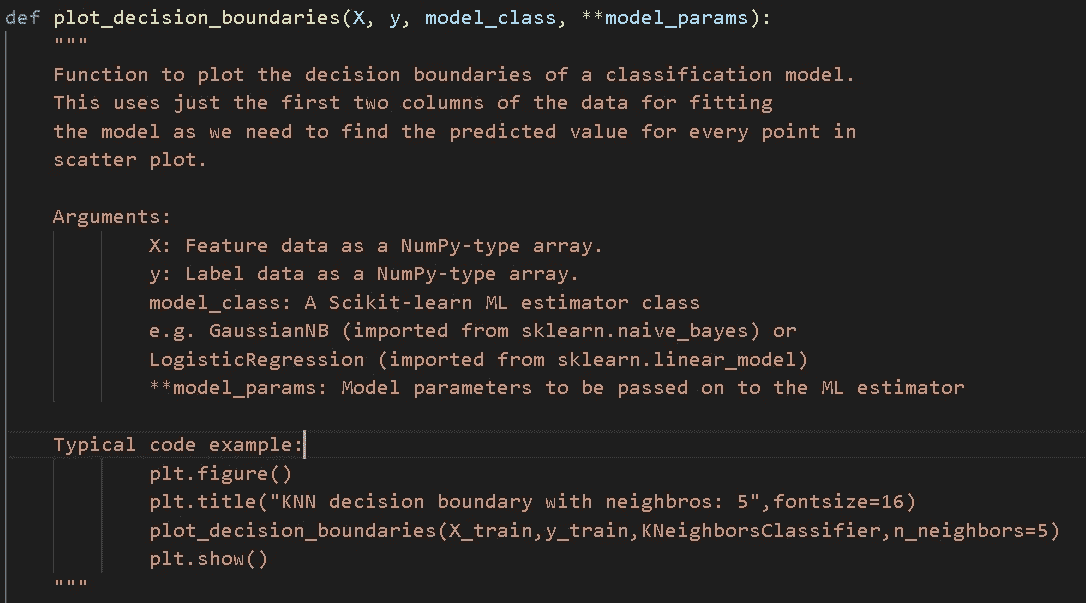 def plot_decision_boundaries(X, y, model_class, **model_params):
"""
Function to plot the decision boundaries of a classification model.
This uses just the first two columns of the data for fitting
the model as we need to find the predicted value for every point in
scatter plot.
Arguments:
X: Feature data as a NumPy-type array.
y: Label data as a NumPy-type array.
model_class: A Scikit-learn ML estimator class
e.g. GaussianNB (imported from sklearn.naive_bayes) or
LogisticRegression (imported from sklearn.linear_model)
**model_params: Model parameters to be passed on to the ML estimator
Typical code example:
plt.figure()
plt.title("KNN decision boundary with neighbros: 5",fontsize=16)
plot_decision_boundaries(X_train,y_train,KNeighborsClassifier,n_neighbors=5)
plt.show()
"""